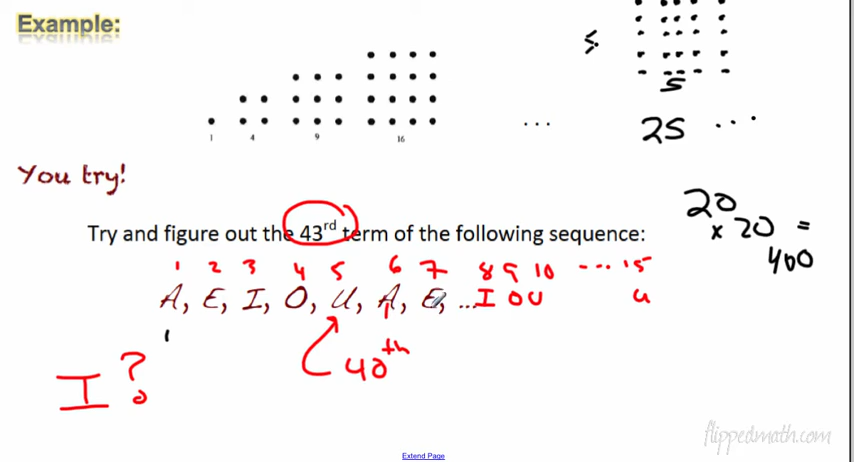 Example:
5
5
1 4 9 16 ...
25 ...
You try!
20
x 20 =
400
Try and figure out the 43rd term of the following sequence:
1 2 3 4 5 6 7 8 9 10 ... 15
A, E, I, O, U, A, E, ... I O U U
1
40th
I?
flippedmath.com
Extend Page